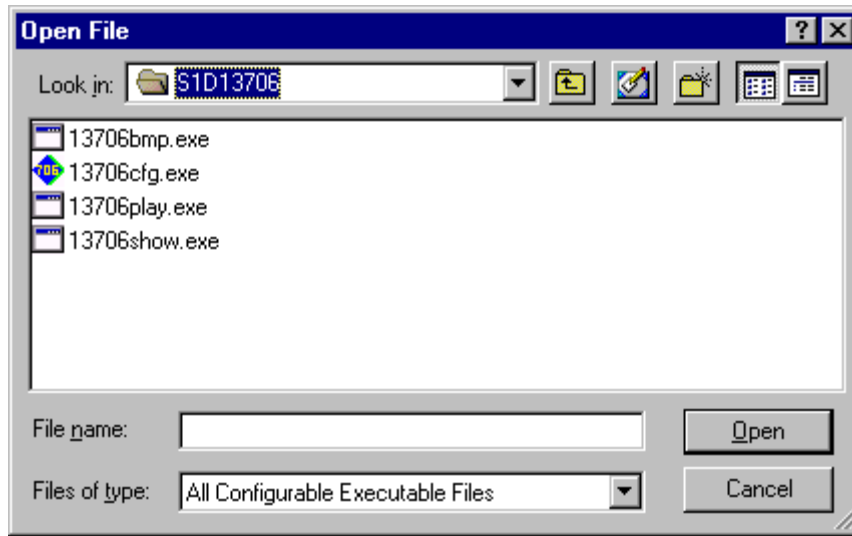 Open File
Look in: S1D13706
13706bmp.exe
706 13706cfg.exe
13706play.exe
13706show.exe
File name: Open
Files of type: All Configurable Executable Files Cancel